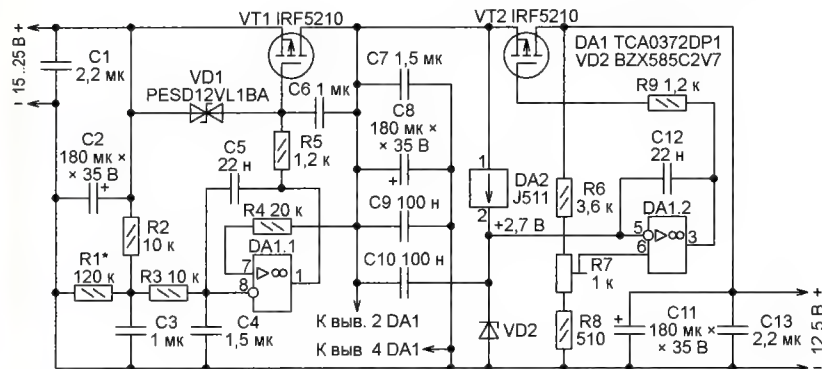 VT1 IRF5210
VT2 IRF5210
+
− 15...25 В +
C1
2,2 мк
VD1
PESD12VL1BA
C6
1 мк
C7 1,5 мк
C8
180 мк ×
× 35 В
+
DA1 TCA0372DP1
VD2 BZX585C2V7
R9 1,2 к
C2
180 мк ×
× 35 В
+
C5
22 н
R5
1,2 к
R4 20 к
C9 100 н
C10 100 н
1
DA2
J511
2
+2,7 В
R6
3,6 к
C12
22 н
DA1.2
5
6
3
R2
10 к
R1*
120 к
R3 10 к
DA1.1
7
8
1
R7
1 к
R8
510
C3
1 мк
C4
1,5 мк
К выв. 2 DA1
К выв 4 DA1
VD2
+
C11
180 мк ×
× 35 В
C13
2,2 мк
− 12,5 В +